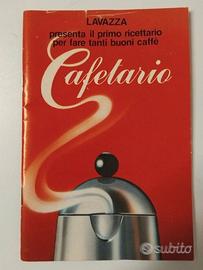 LAVAZZA
presenta il primo ricettario
per fare tanti buoni caffè
Cafetario
subito